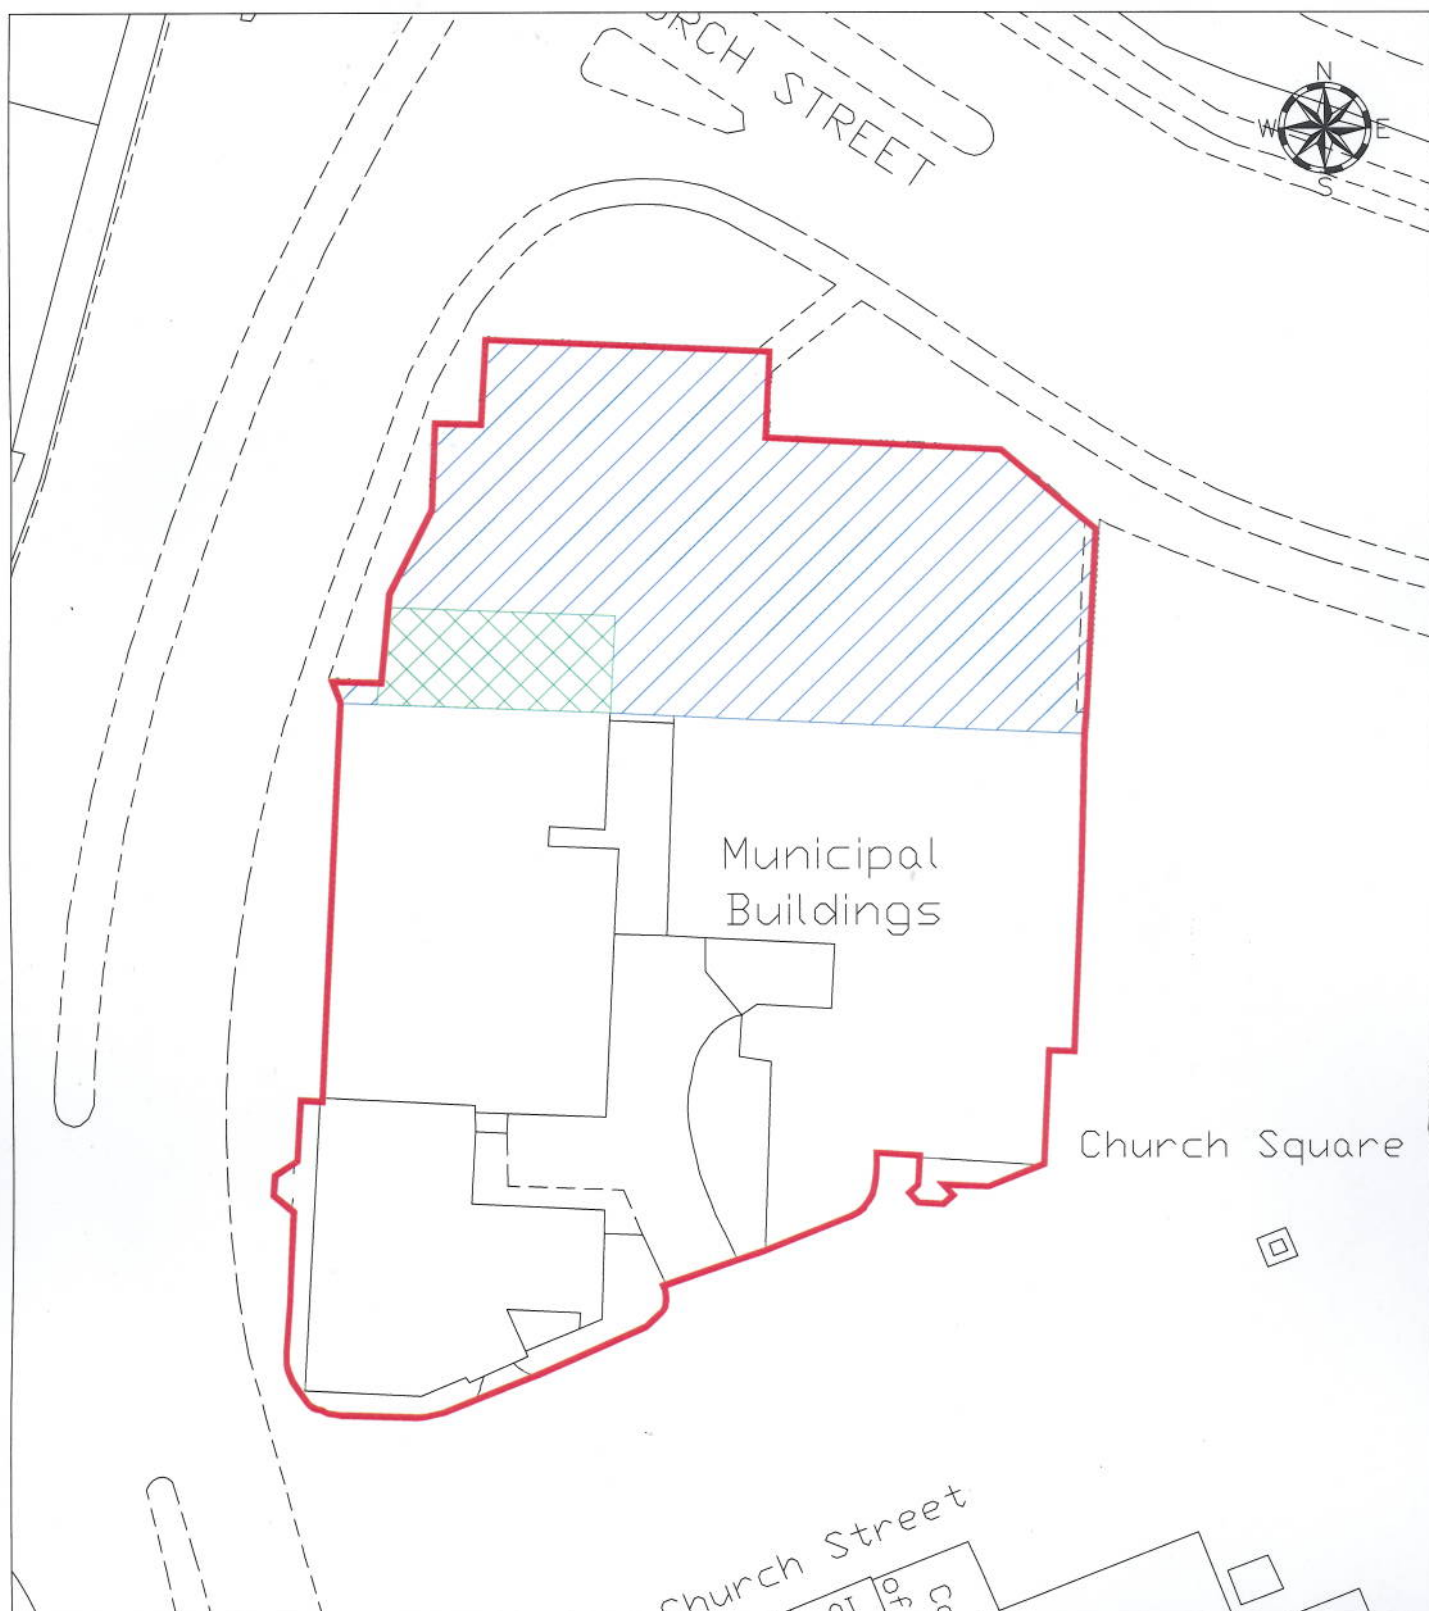 RCH STREET
N
W E
S
Municipal
Buildings
Church Square
Church Street